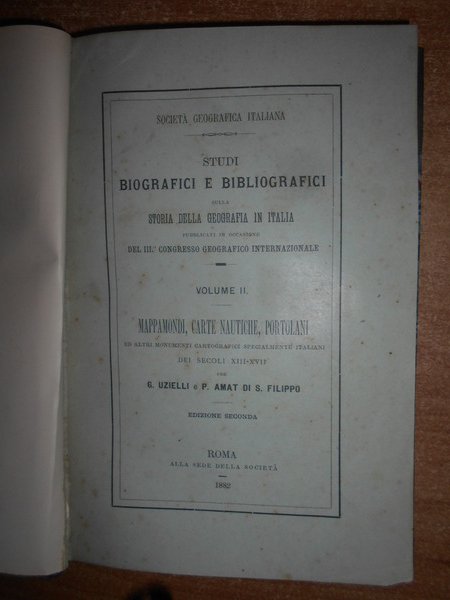 SOCIETÀ GEOGRAFICA ITALIANA
STUDI
BIOGRAFICI E BIBLIOGRAFICI
SULLA
STORIA DELLA GEOGRAFIA IN ITALIA
PUBBLICATI IN OCCASIONE
DEL III.º CONGRESSO GEOGRAFICO INTERNAZIONALE
VOLUME II.
MAPPAMONDI, CARTE NAUTICHE, PORTOLANI
ED ALTRI MONUMENTI CARTOGRAFICI SPECIALMENTE ITALIANI
DEI SECOLI XIII-XVII
PER
G. UZIELLI e P. AMAT DI S. FILIPPO
EDIZIONE SECONDA
ROMA
ALLA SEDE DELLA SOCIETÀ
1882